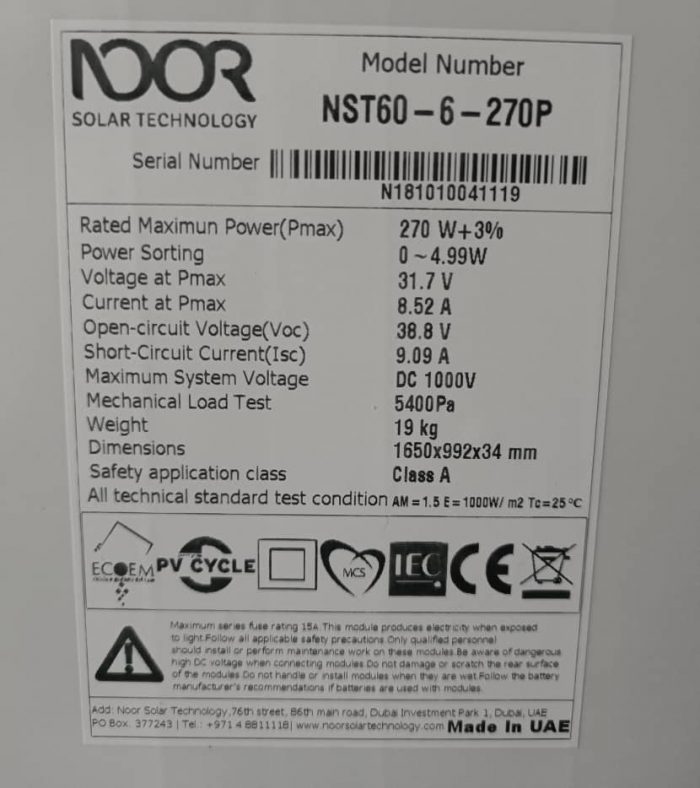 NOOR
SOLAR TECHNOLOGY
Model Number
NST60-6-270P
Serial Number
N181010041119
Rated Maximun Power(Pmax) 270 W+3%
Power Sorting 0~4.99W
Voltage at Pmax 31.7 V
Current at Pmax 8.52 A
Open-circuit Voltage(Voc) 38.8 V
Short-Circuit Current(Isc) 9.09 A
Maximum System Voltage DC 1000V
Mechanical Load Test 5400Pa
Weight 19 kg
Dimensions 1650x992x34 mm
Safety application class Class A
All technical standard test condition AM=1.5 E=1000W/ m2 Tc=25°C
ECOEM PV CYCLE MCS IEC CE
Maximum series fuse rating 15A.This module produces electricity when exposed
to light.Follow all applicable safety precautions.Only qualified personnel
should install or perform maintenance work on these modules.Be aware of dangerous
high DC voltage when connecting modules.Do not damage or scratch the rear surface
of the modules.Do not handle or install modules when they are wet.Follow the battery
manufacturer's recommendations if batteries are used with modules.
Add: Noor Solar Technology,76th street, 86th main road, Dubai Investment Park 1, Dubai, UAE
PO Box. 377243 | Tel.: +971 4 8811118| www.noorsolartechnology.com Made In UAE